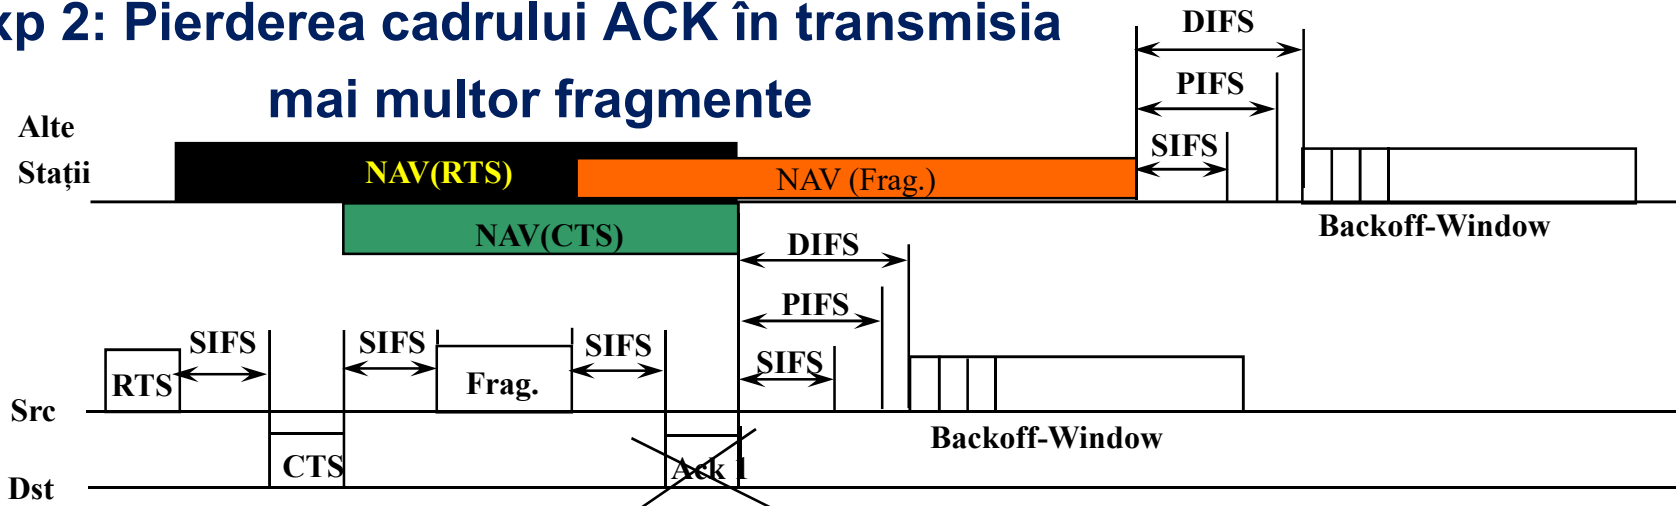 xp 2: Pierderea cadrului ACK în transmisia
mai multor fragmente
DIFS
PIFS
SIFS
Alte
Stații
NAV(RTS)
NAV (Frag.)
Backoff-Window
NAV(CTS)
DIFS
PIFS
SIFS
SIFS
SIFS
SIFS
RTS
Frag.
Src
Backoff-Window
CTS
Ack 1
Dst